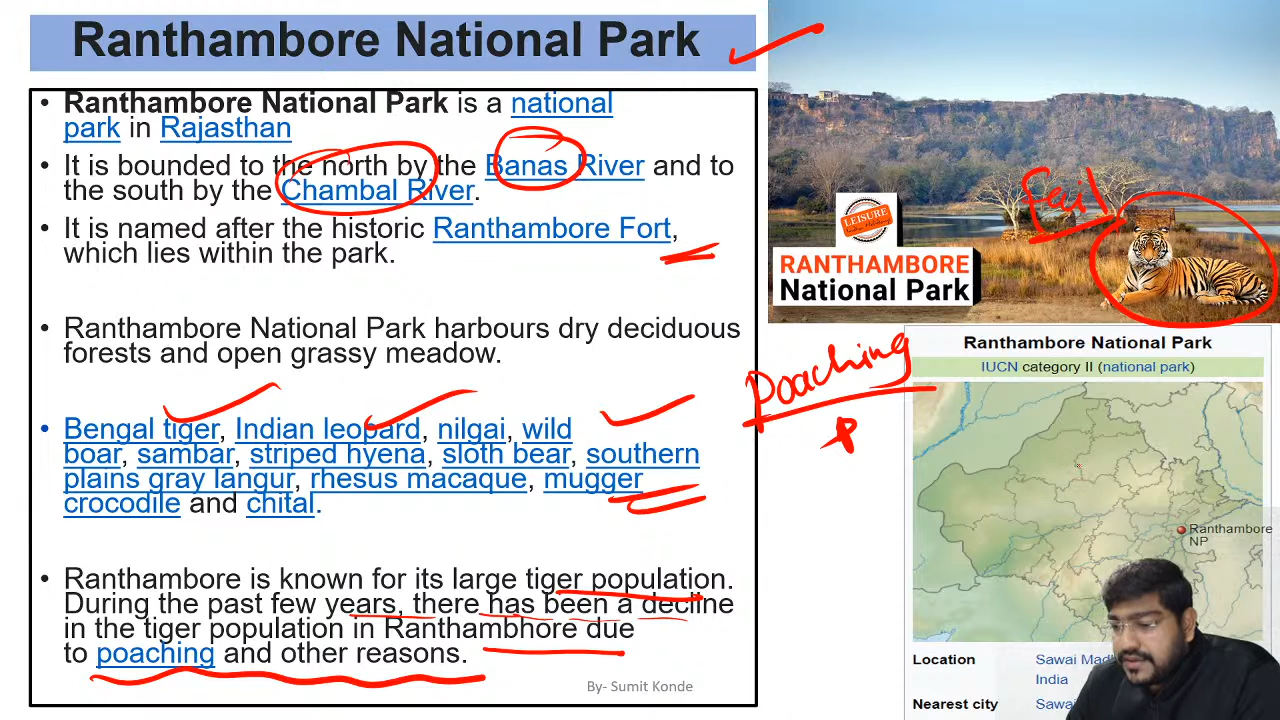 Ranthambore National Park
• Ranthambore National Park is a national
park in Rajasthan
• It is bounded to the north by the Banas River and to
the south by the Chambal River.
• It is named after the historic Ranthambore Fort,
which lies within the park.
• Ranthambore National Park harbours dry deciduous
forests and open grassy meadow.
• Bengal tiger, Indian leopard, nilgai, wild
boar, sambar, striped hyena, sloth bear, southern
plains gray langur, rhesus macaque, mugger
crocodile and chital.
• Ranthambore is known for its large tiger population.
During the past few years, there has been a decline
in the tiger population in Ranthambhore due
to poaching and other reasons.
By- Sumit Konde
fail
LEISURE
RANTHAMBORE
National Park
Poaching
Ranthambore National Park
IUCN category II (national park)
Ranthambore
NP
Location
Sawai
India
Nearest city